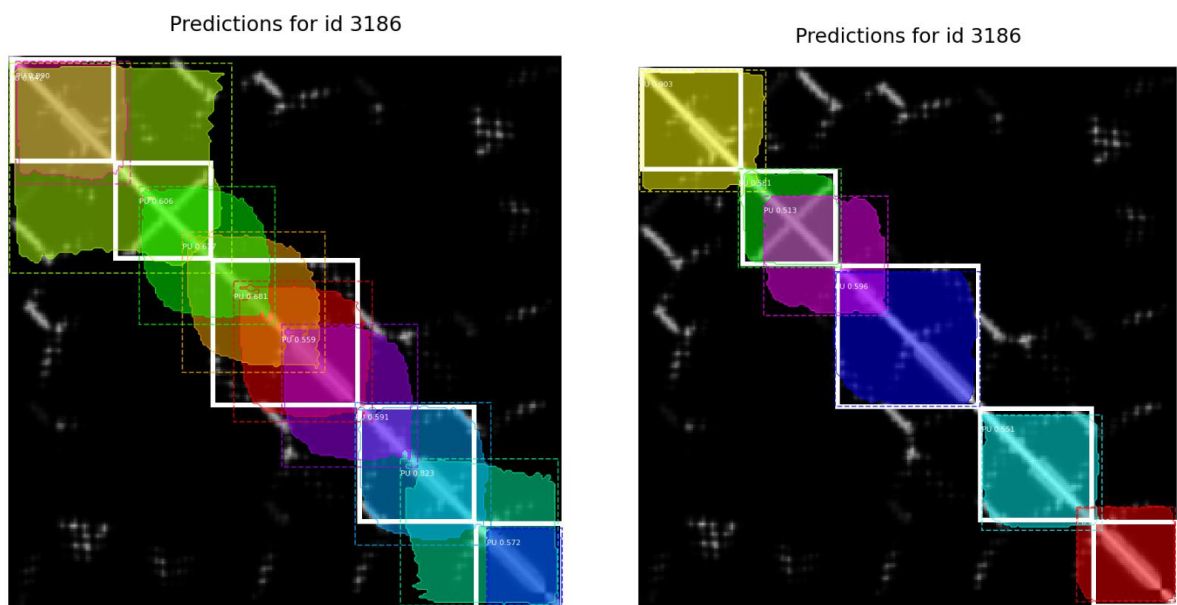 Predictions for id 3186
PU 0.606
PU 0.681
PU 0.559
PU 0.591
PU 0.823
PU 0.572
Predictions for id 3186
PU 0.513
PU 0.596
PU 0.551